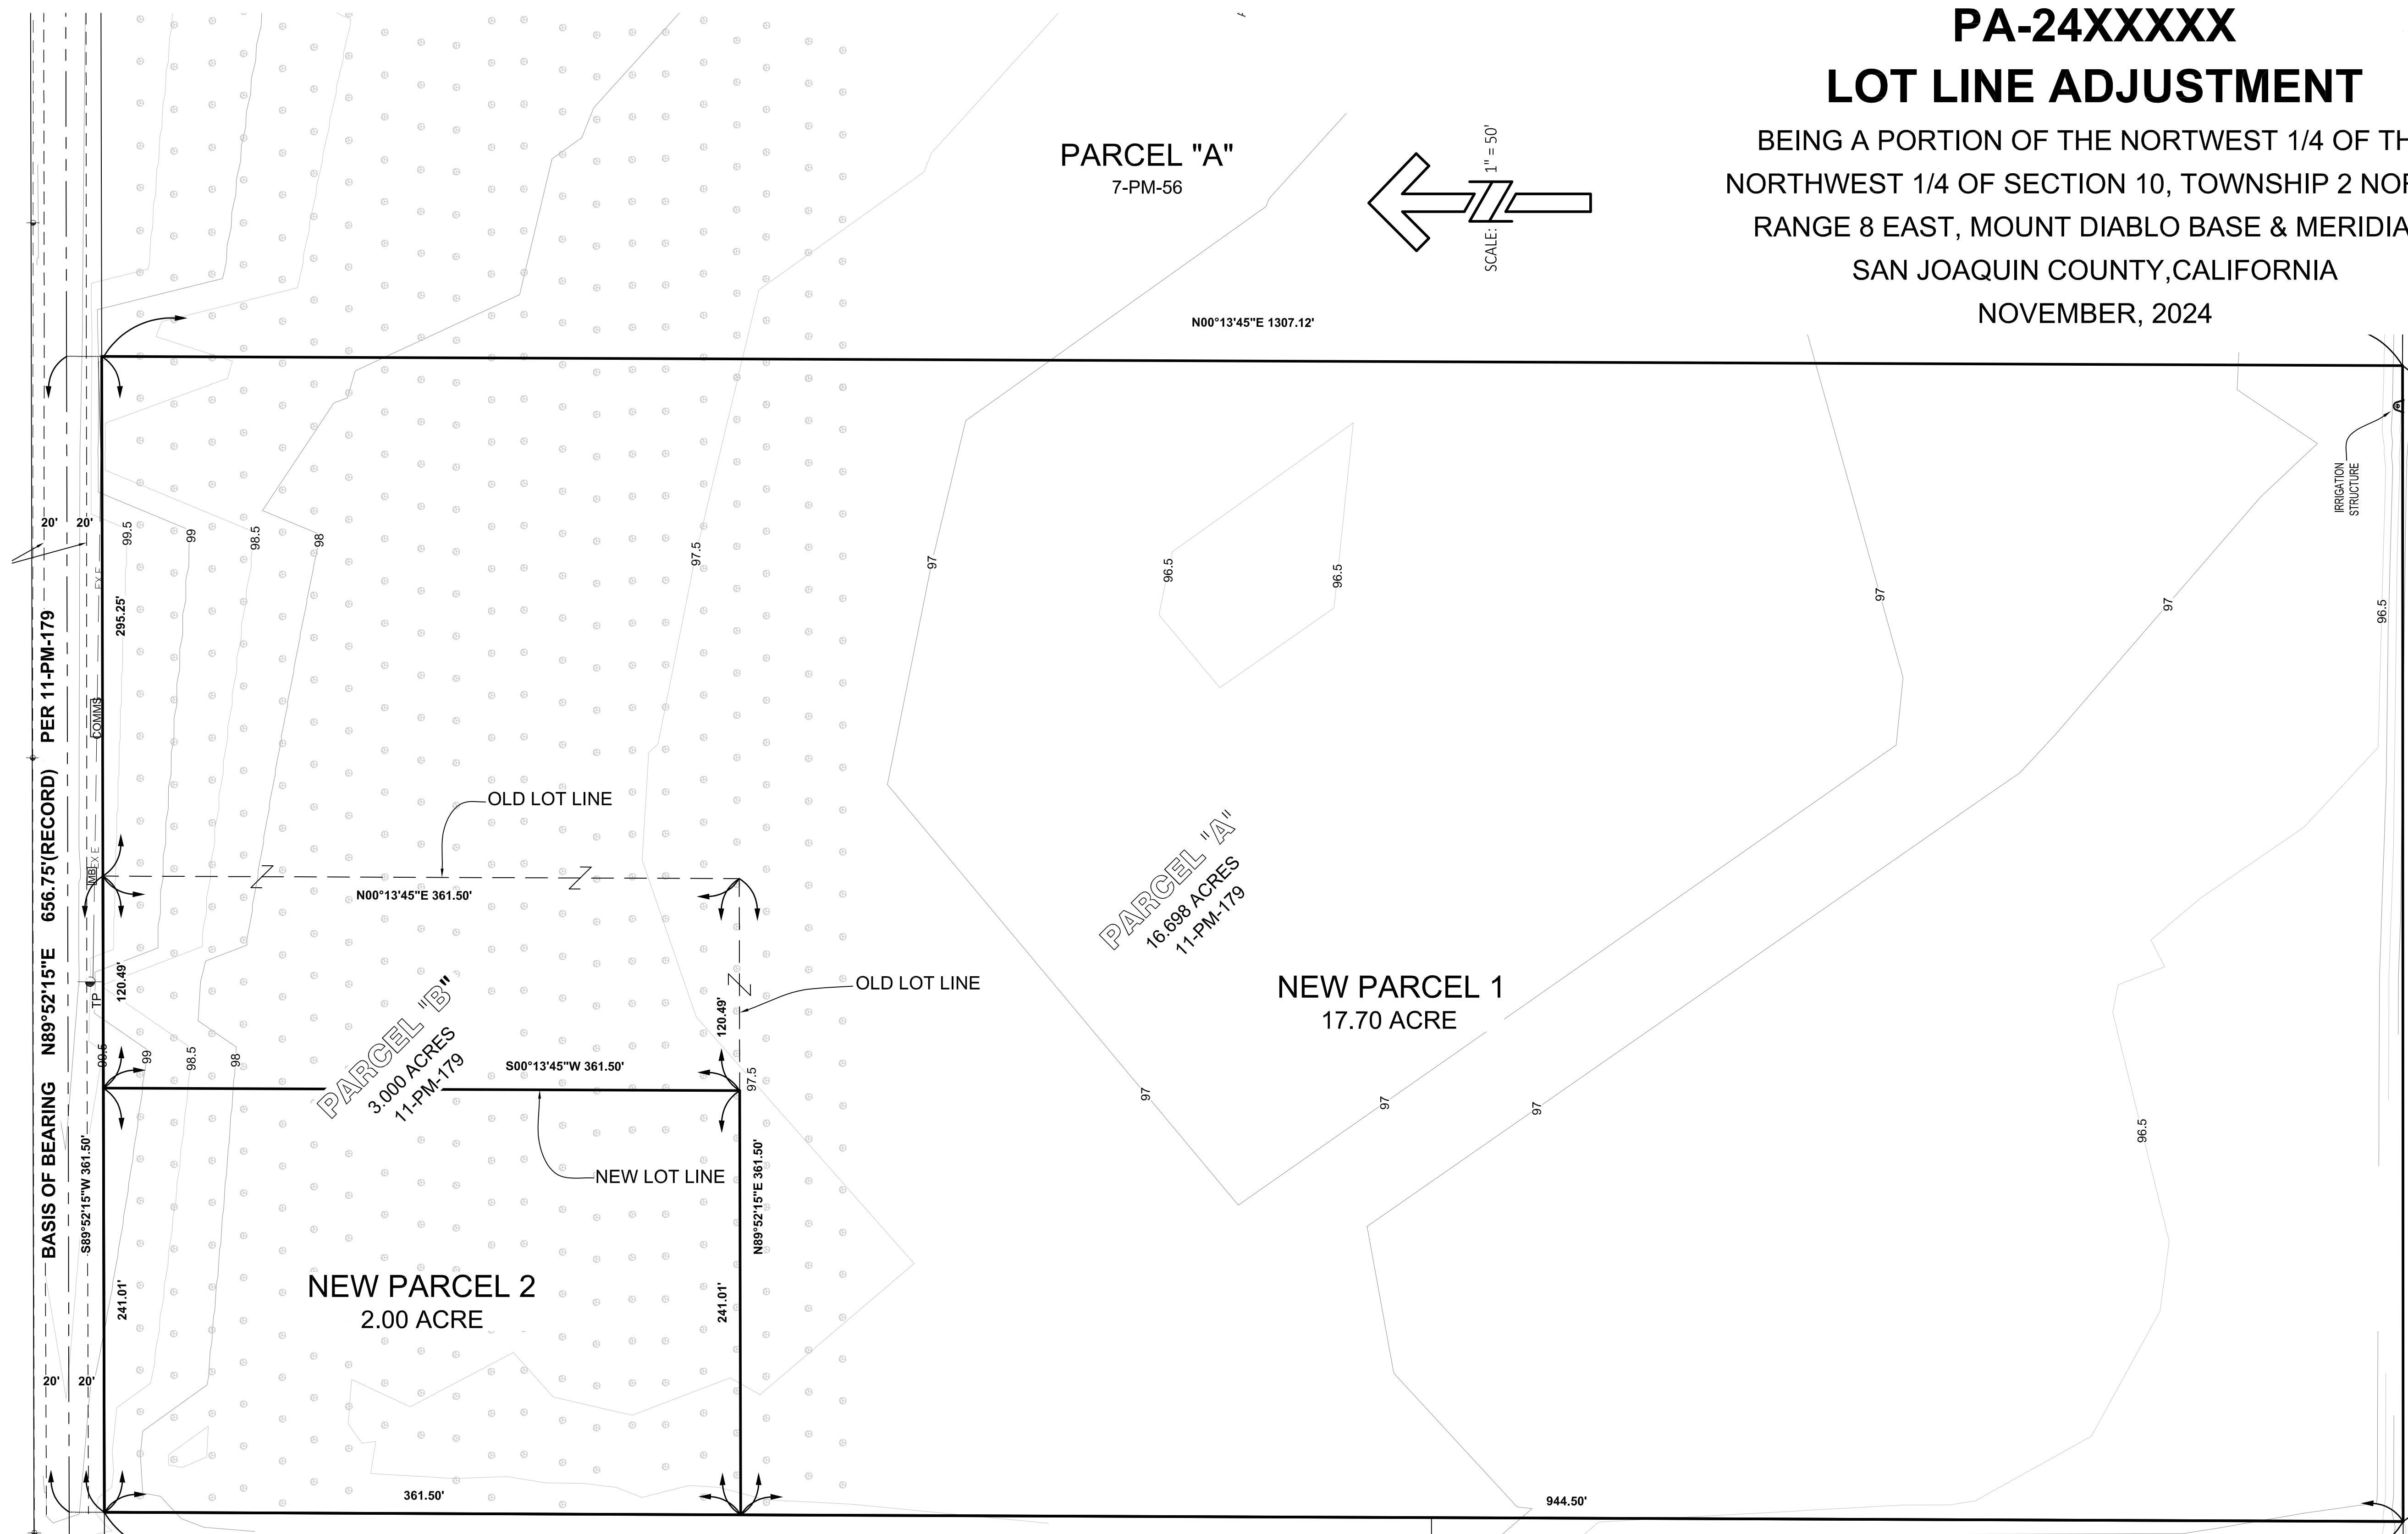 PA-24XXXXX
LOT LINE ADJUSTMENT
BEING A PORTION OF THE NORTWEST 1/4 OF TH
NORTHWEST 1/4 OF SECTION 10, TOWNSHIP 2 NOR
RANGE 8 EAST, MOUNT DIABLO BASE & MERIDIA
SAN JOAQUIN COUNTY,CALIFORNIA
NOVEMBER, 2024
PARCEL "A"
7-PM-56
SCALE: 1" = 50'
N00°13'45"E 1307.12'
IRRIGATION
STRUCTURE
20'
20'
99.5
99
98.5
98
97.5
97
96.5
96.5
97
97
96.5
EX E
295.25'
COMMS
BASIS OF BEARING N89°52'15"E 656.75'(RECORD) PER 11-PM-179
OLD LOT LINE
MB
EX E
N00°13'45"E 361.50'
PARCEL "A"
16.698 ACRES
11-PM-179
120.49'
TP
OLD LOT LINE
120.49'
NEW PARCEL 1
17.70 ACRE
PARCEL "B"
3.000 ACRES
11-PM-179
99.5
99
98.5
98
S00°13'45"W 361.50'
97.5
97
97
97
96.5
NEW LOT LINE
S89°52'15"W 361.50'
N89°52'15"E 361.50'
241.01'
NEW PARCEL 2
2.00 ACRE
241.01'
20'
20'
361.50'
944.50'